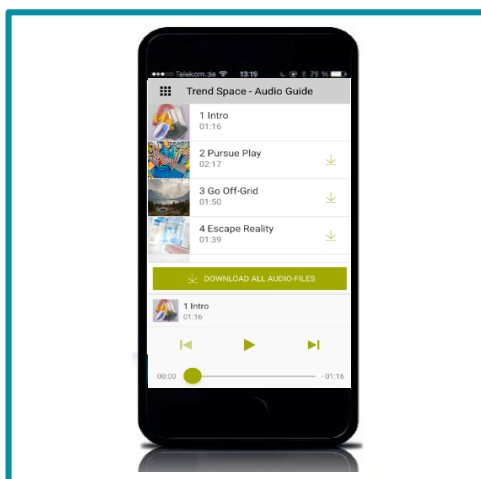 Telekom.de 13:19 79 %
Trend Space - Audio Guide
1 Intro
01:16
2 Pursue Play
02:17
3 Go Off-Grid
01:50
4 Escape Reality
01:39
DOWNLOAD ALL AUDIO-FILES
1 Intro
01:16
00:00 - 01:16